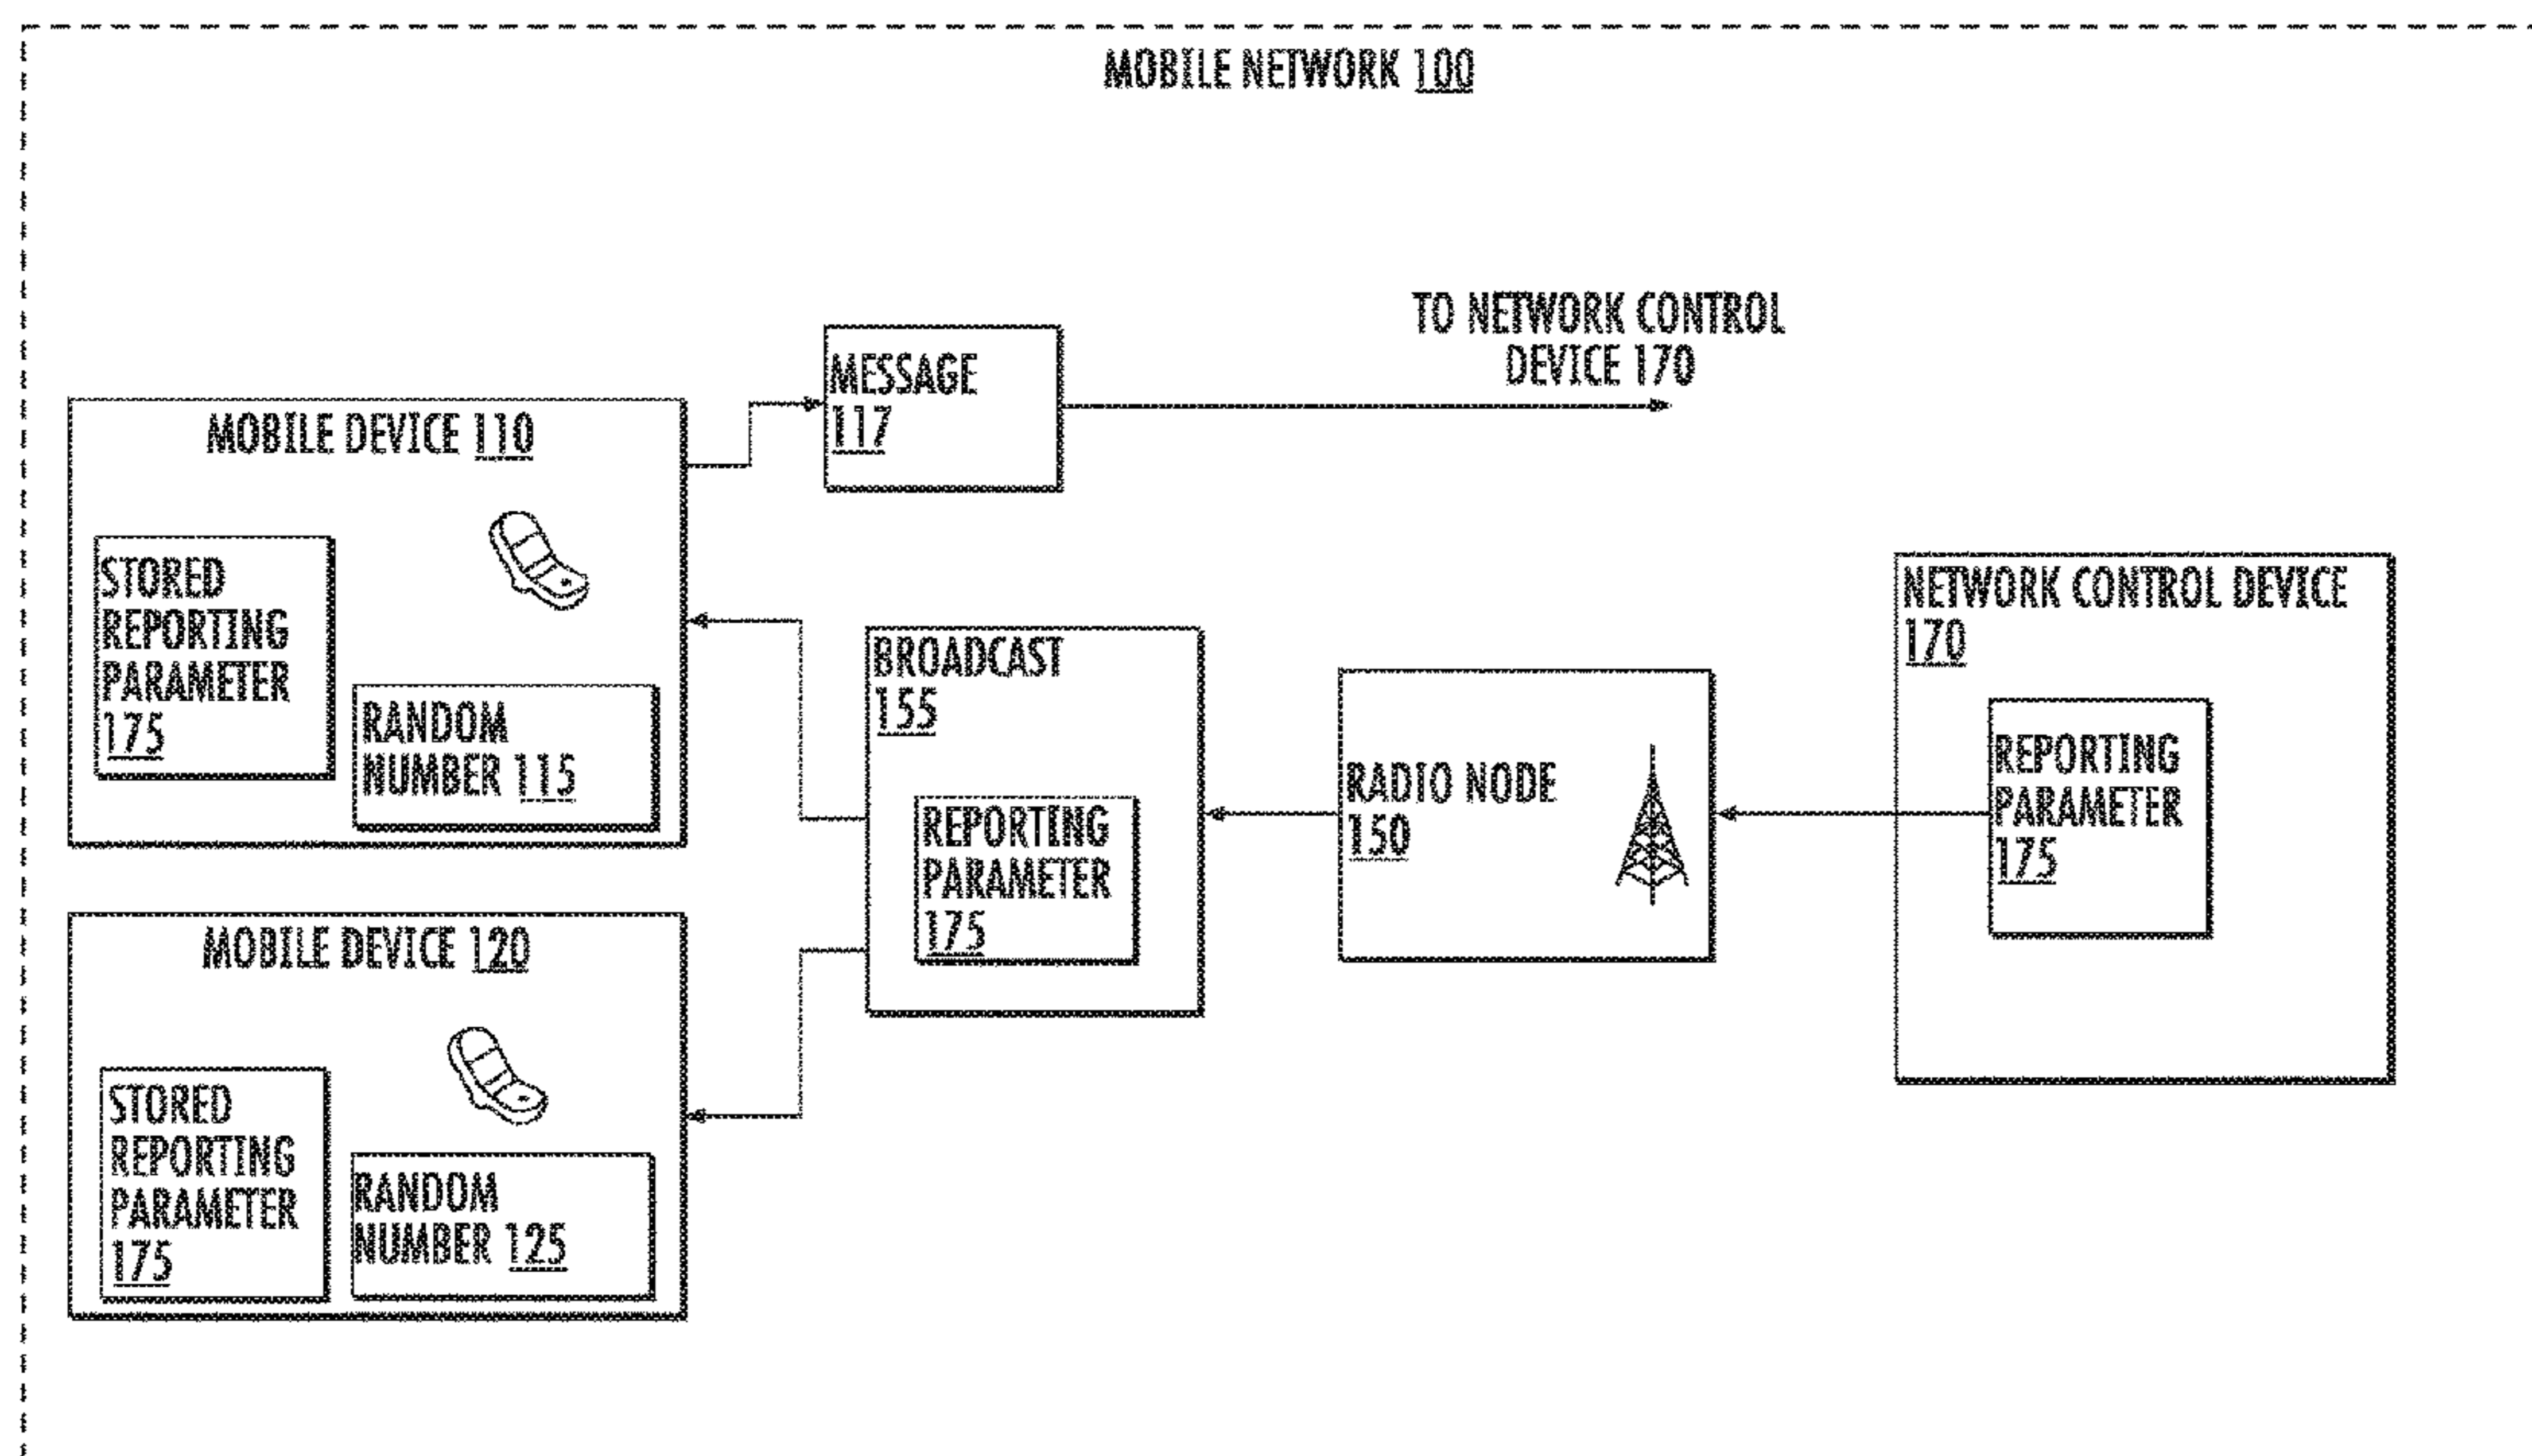 MOBILE NETWORK 100
TO NETWORK CONTROL
DEVICE 170
MESSAGE
117
MOBILE DEVICE 110
STORED
REPORTING
PARAMETER
175
RANDOM
NUMBER 115
BROADCAST
155
REPORTING
PARAMETER
175
RADIO NODE
150
NETWORK CONTROL DEVICE
170
REPORTING
PARAMETER
175
MOBILE DEVICE 120
STORED
REPORTING
PARAMETER
175
RANDOM
NUMBER 125